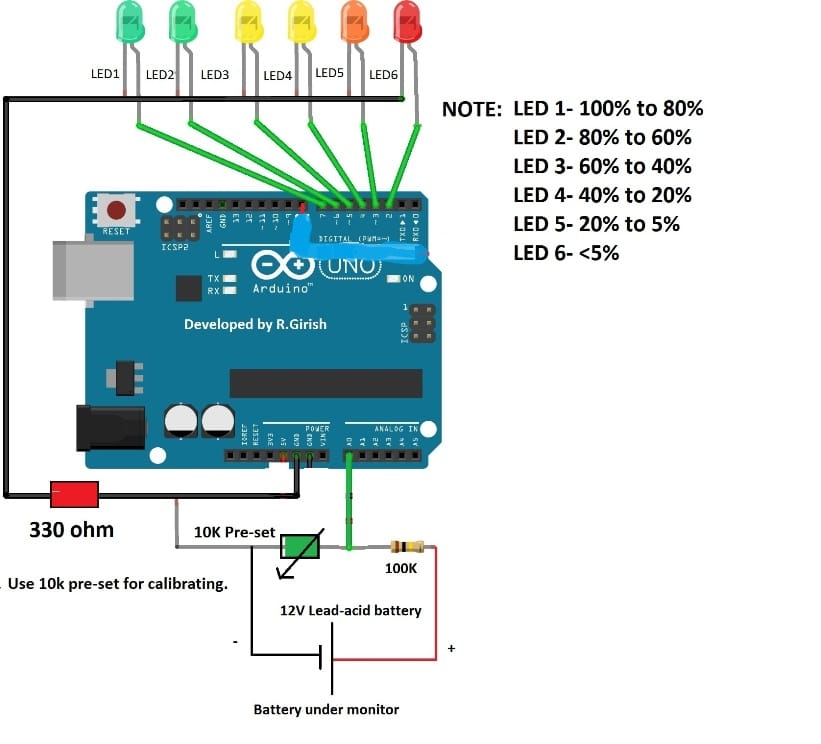 LED1
LED2
LED3
LED4
LED5
LED6
NOTE: LED 1- 100% to 80%
LED 2- 80% to 60%
LED 3- 60% to 40%
LED 4- 40% to 20%
LED 5- 20% to 5%
LED 6- <5%
RESET
ICSP2
AREF
GND
13
12
~11
~10
~9
7
~6
~5
4
~3
2
TXD▶1
RXD◀0
DIGITAL (PWM=~)
L
TX
RX
UNO
Arduino™
ON
1
ICSP
Developed by R.Girish
IOREF
RESET
3V3
5V
GND
GND
VIN
POWER
ANALOG IN
A0
A1
A2
A3
A4
A5
330 ohm
10K Pre-set
100K
. Use 10k pre-set for calibrating.
12V Lead-acid battery
-
+
Battery under monitor